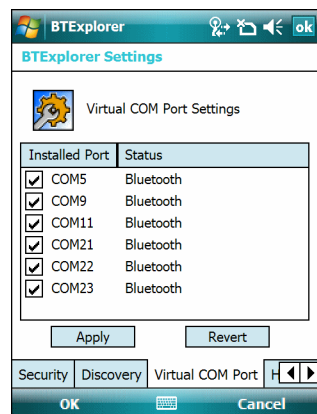 BTExplorer ok
BTExplorer Settings
Virtual COM Port Settings
Installed Port Status
COM5 Bluetooth
COM9 Bluetooth
COM11 Bluetooth
COM21 Bluetooth
COM22 Bluetooth
COM23 Bluetooth
Apply Revert
Security Discovery Virtual COM Port H
OK Cancel